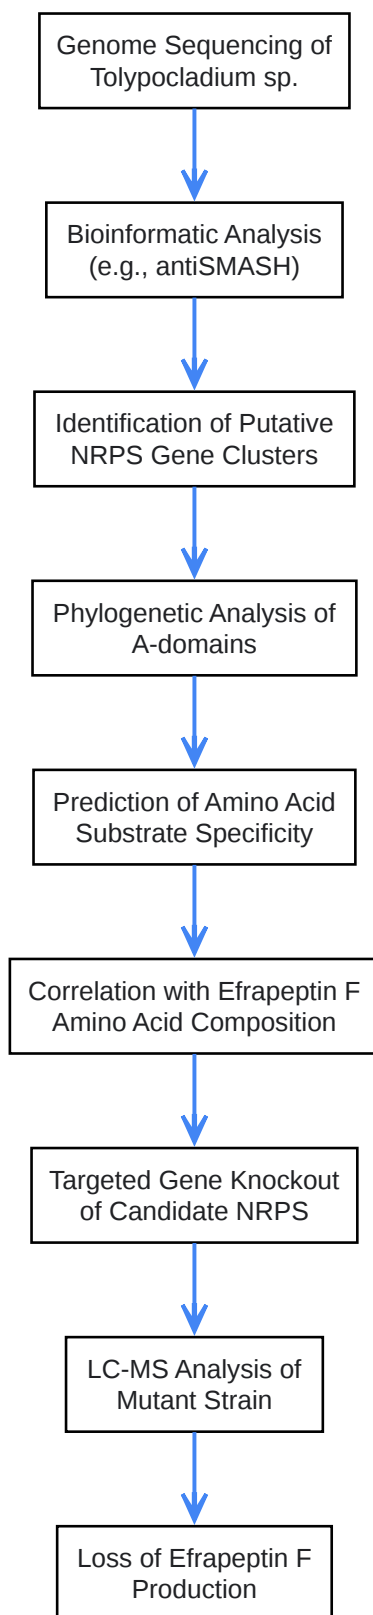 Genome Sequencing of
Tolypocladium sp.
Bioinformatic Analysis
(e.g., antiSMASH)
Identification of Putative
NRPS Gene Clusters
Phylogenetic Analysis of
A-domains
Prediction of Amino Acid
Substrate Specificity
Correlation with Efrapeptin F
Amino Acid Composition
Targeted Gene Knockout
of Candidate NRPS
LC-MS Analysis of
Mutant Strain
Loss of Efrapeptin F
Production